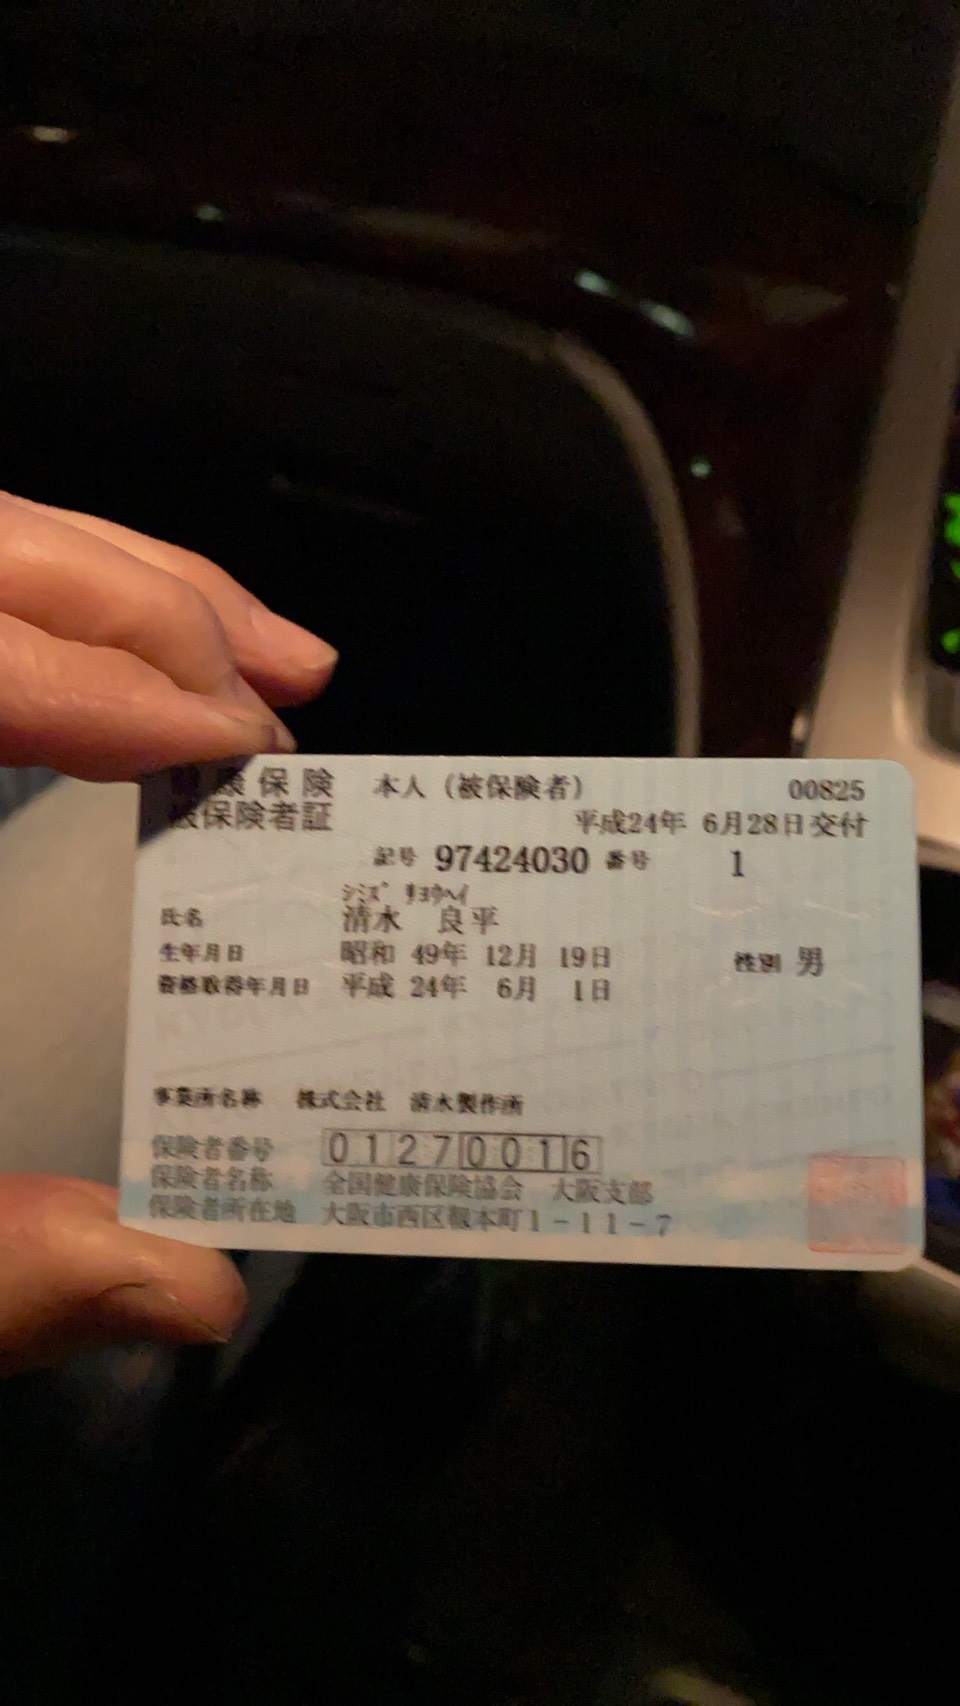 健康保険 本人（被保険者） 00825
被保険者証 平成24年 6月28日交付
記号 97424030 番号 1
ｼﾐｽﾞ ﾘｮｳﾍｲ
氏名 清水 良平
生年月日 昭和 49年 12月 19日 性別 男
資格取得年月日 平成 24年 6月 1日
事業所名称 株式会社 清水製作所
保険者番号 01270016
保険者名称 全国健康保険協会 大阪支部
保険者所在地 大阪市西区靱本町1-11-7